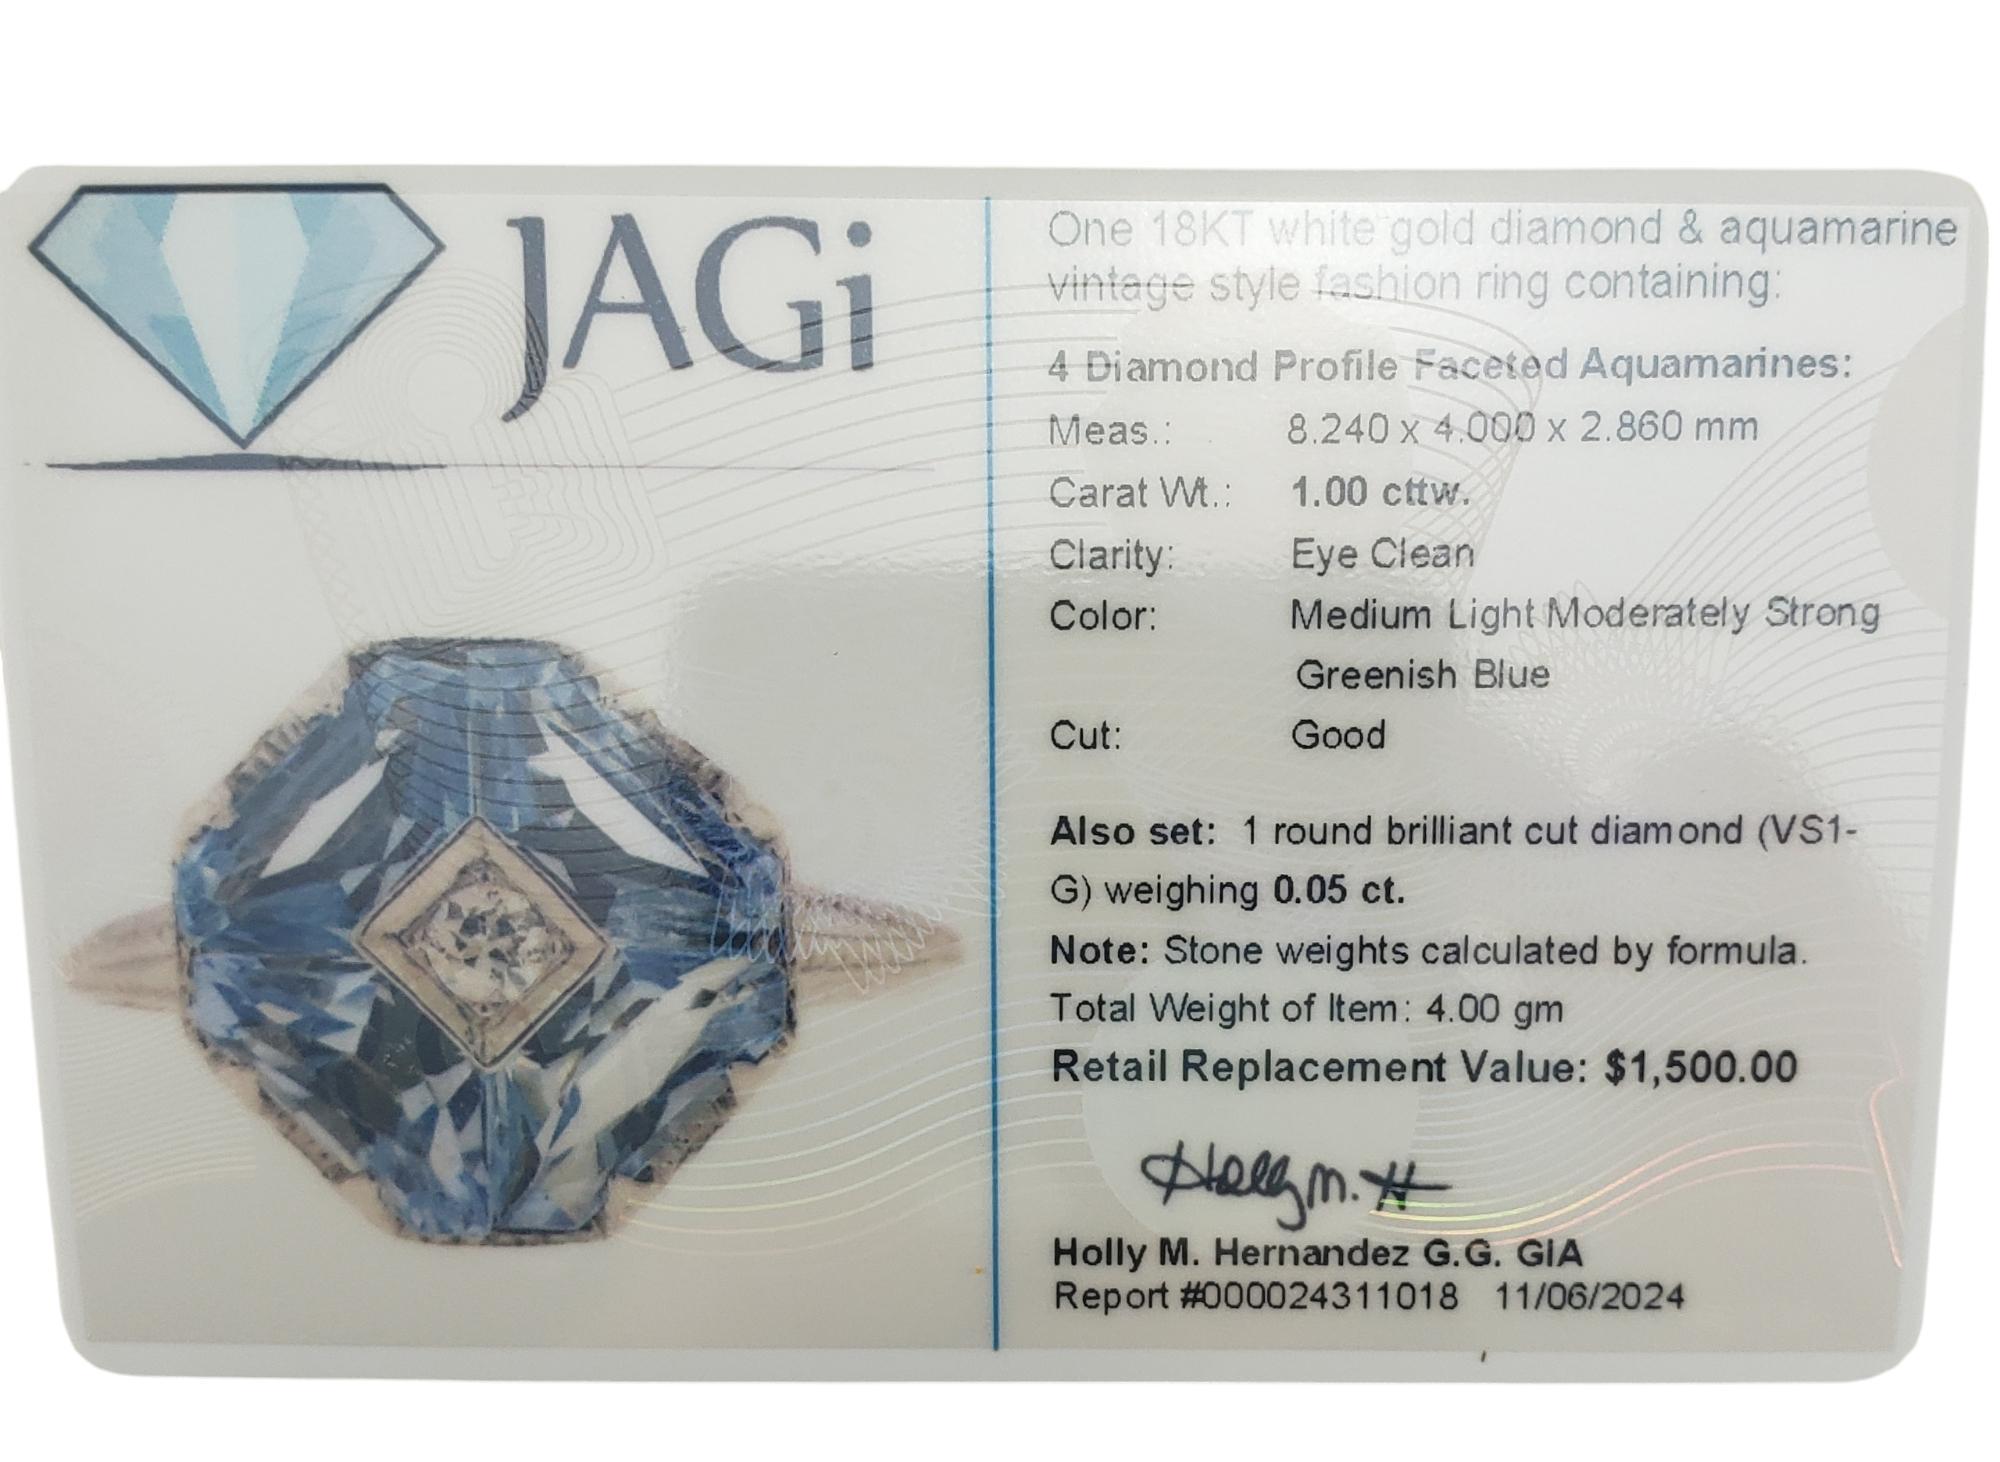 JAGi
One 18KT white gold diamond & aquamarine
vintage style fashion ring containing:
4 Diamond Profile Faceted Aquamarines:
Meas.: 8.240 x 4.000 x 2.860 mm
Carat Wt.: 1.00 cttw.
Clarity: Eye Clean
Color: Medium Light Moderately Strong
Greenish Blue
Cut: Good
Also set: 1 round brilliant cut diamond (VS1-
G) weighing 0.05 ct.
Note: Stone weights calculated by formula.
Total Weight of Item: 4.00 gm
Retail Replacement Value: $1,500.00
Holly M. H
Holly M. Hernandez G.G. GIA
Report #000024311018 11/06/2024